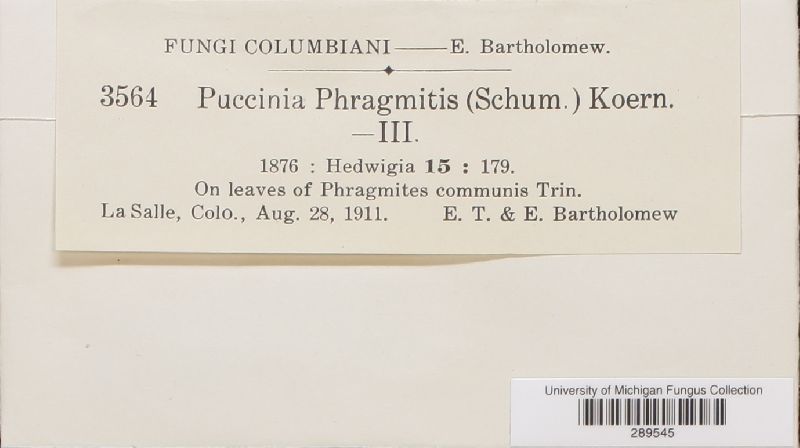 FUNGI COLUMBIANI——E. Bartholomew.
3564 Puccinia Phragmitis (Schum.) Koern.
—III.
1876 : Hedwigia 15 : 179.
On leaves of Phragmites communis Trin.
La Salle, Colo., Aug. 28, 1911. E. T. & E. Bartholomew
University of Michigan Fungus Collection
289545